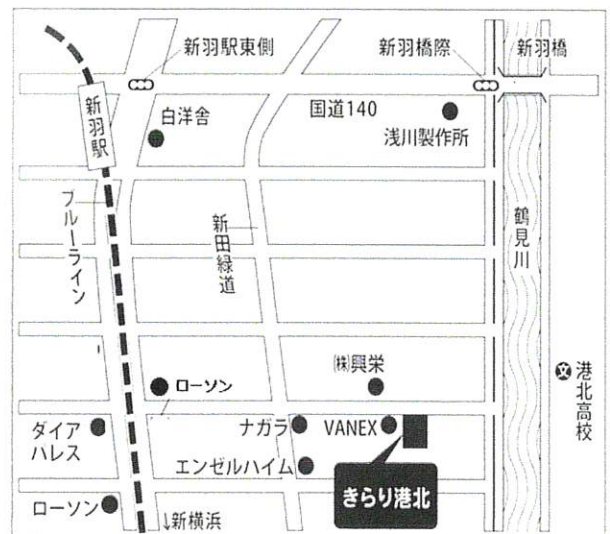 新羽駅東側
新羽橋際
新羽橋
新羽駅
白洋舎
国道140
浅川製作所
ブルーライン
新田緑道
鶴見川
㈱興栄
ローソン
港北高校
文
ダイア
ハレス
ナガラ
VANEX
エンゼルハイム
きらり港北
ローソン
↓新横浜